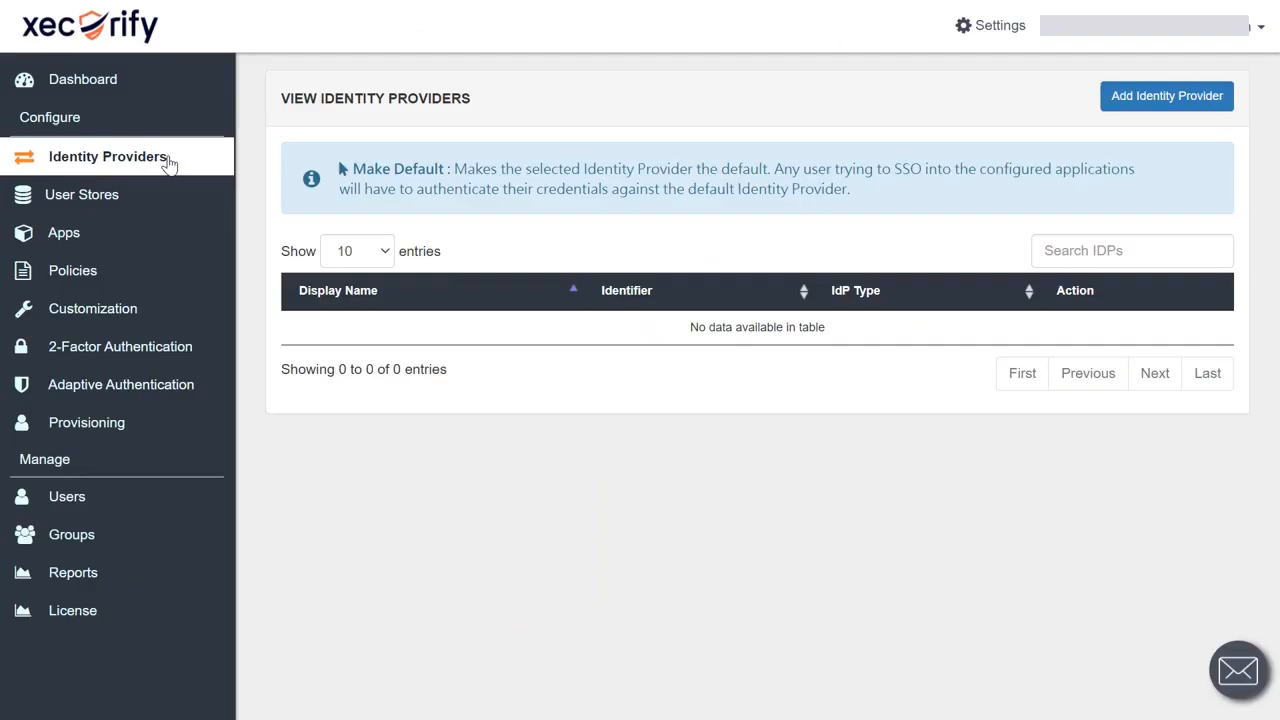 xecurify
Settings
Dashboard
Configure
Identity Providers
User Stores
Apps
Policies
Customization
2-Factor Authentication
Adaptive Authentication
Provisioning
Manage
Users
Groups
Reports
License
VIEW IDENTITY PROVIDERS
Add Identity Provider
Make Default : Makes the selected Identity Provider the default. Any user trying to SSO into the configured applications
will have to authenticate their credentials against the default Identity Provider.
Show 10 entries
Search IDPs
Display Name Identifier IdP Type Action
No data available in table
Showing 0 to 0 of 0 entries
First Previous Next Last